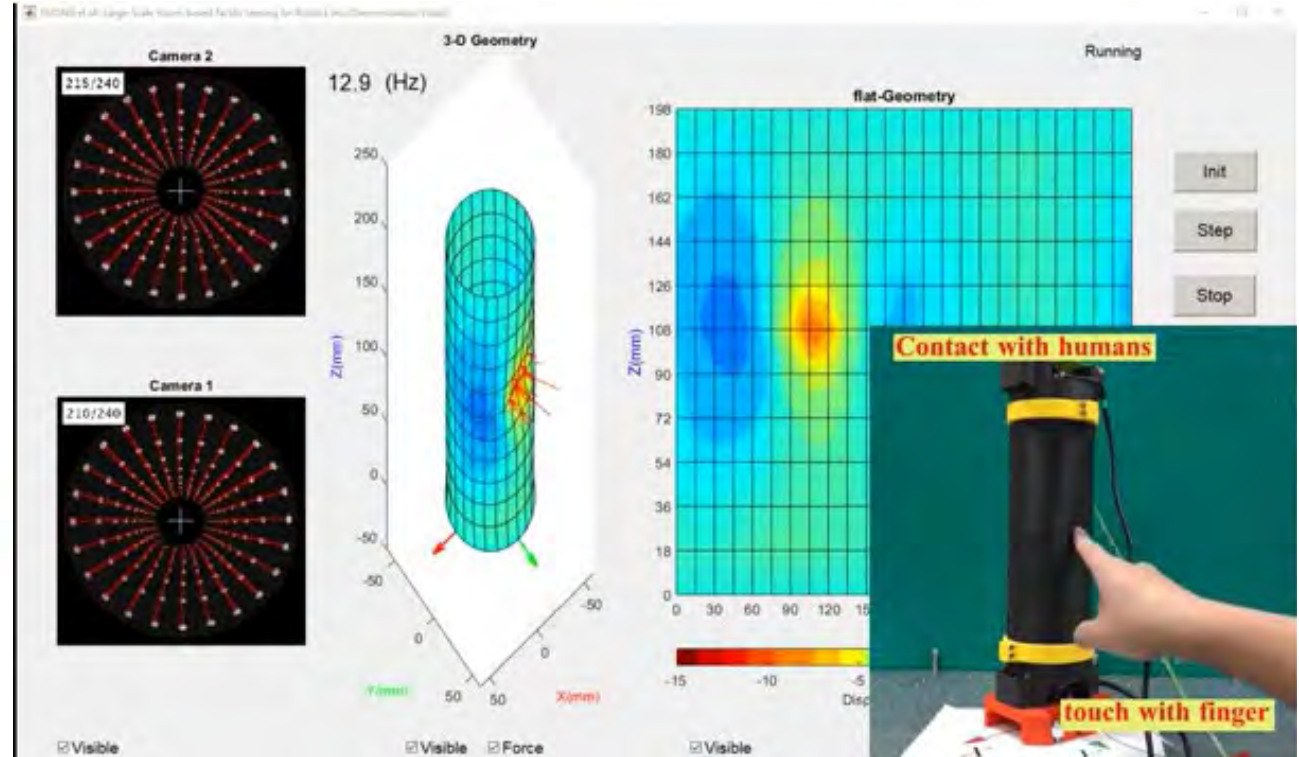 Camera 2
215/240
Camera 1
210/240
Visible
3-D Geometry
12.9 (Hz)
250
200
150
100
50
0
-50
Z(mm)
-50
0
50
Y(mm)
-50
0
50
X(mm)
Visible
Force
flat-Geometry
198
180
162
144
126
108
90
72
54
36
18
0
Z(mm)
0 30 60 90 120
-15 -10 -5
Visible
Running
Init
Step
Stop
Contact with humans
touch with finger